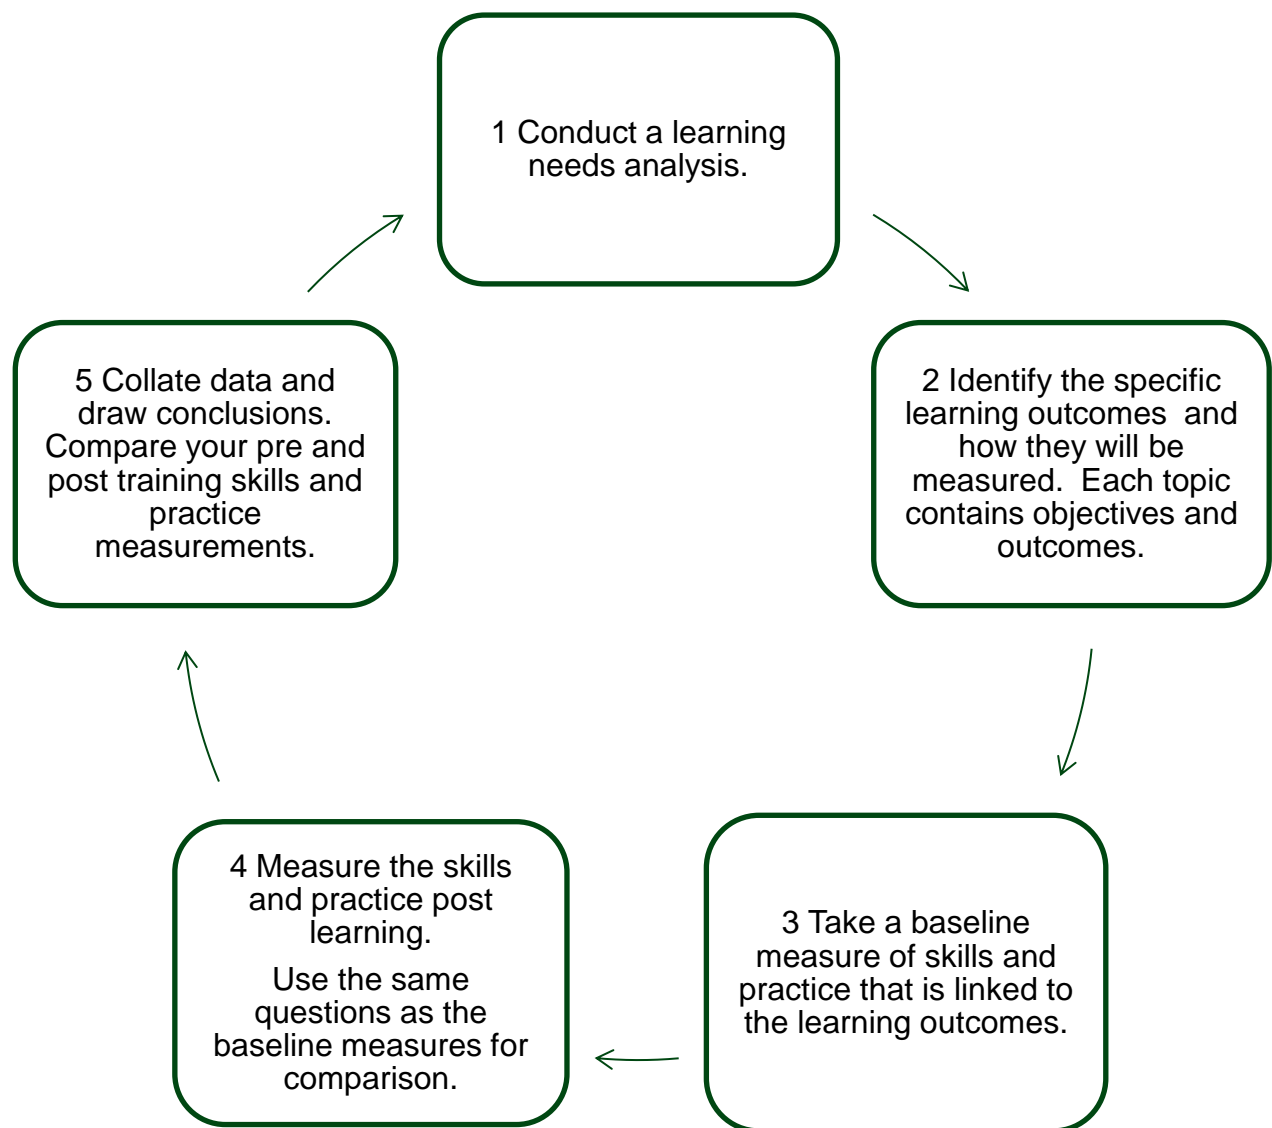 1 Conduct a learning
needs analysis.
2 Identify the specific
learning outcomes  and
how they will be
measured.  Each topic
contains objectives and
outcomes.
3 Take a baseline
measure of skills and
practice that is linked to
the learning outcomes.
4 Measure the skills
and practice post
learning.
Use the same
questions as the
baseline measures for
comparison.
5 Collate data and
draw conclusions.
Compare your pre and
post training skills and
practice
measurements.